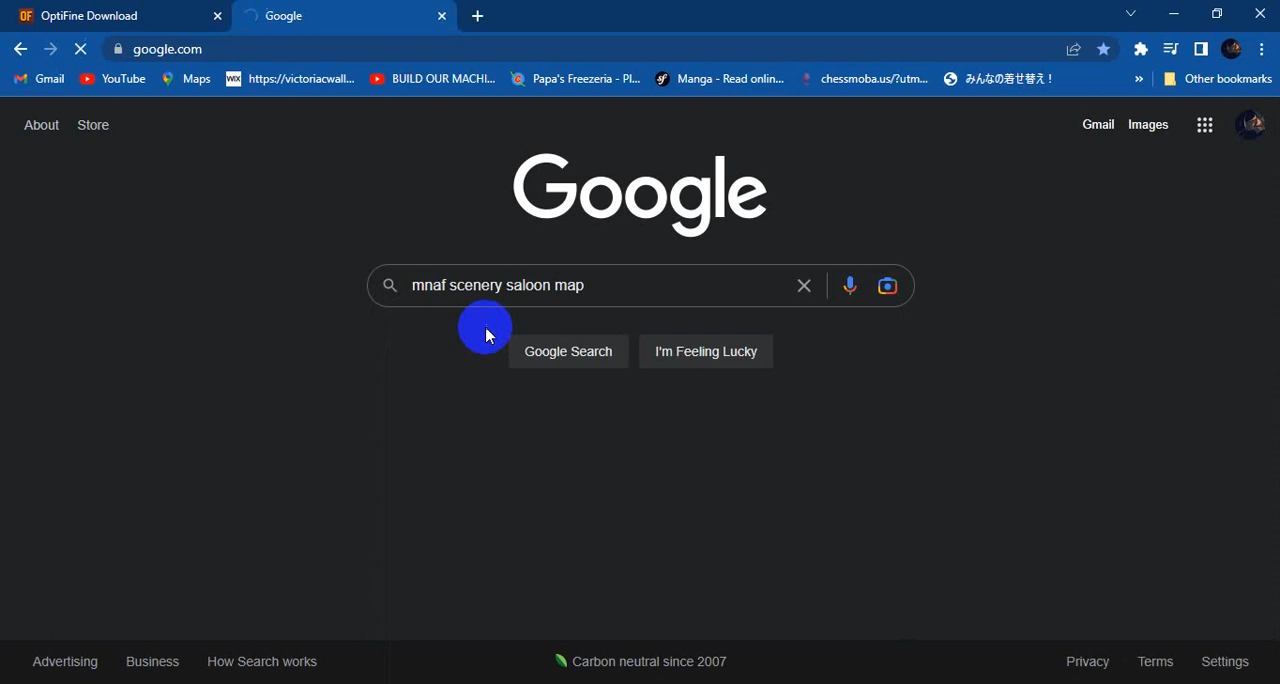 OptiFine Download
Google
google.com
Gmail
YouTube
Maps
https://victoriacwall...
BUILD OUR MACHI...
Papa's Freezeria - Pl...
Manga - Read onlin...
chessmoba.us/?utm...
みんなの若せ替え！
»
Other bookmarks
About
Store
Gmail
Images
Google
mnaf scenery saloon map
Google Search
I'm Feeling Lucky
Advertising
Business
How Search works
Carbon neutral since 2007
Privacy
Terms
Settings